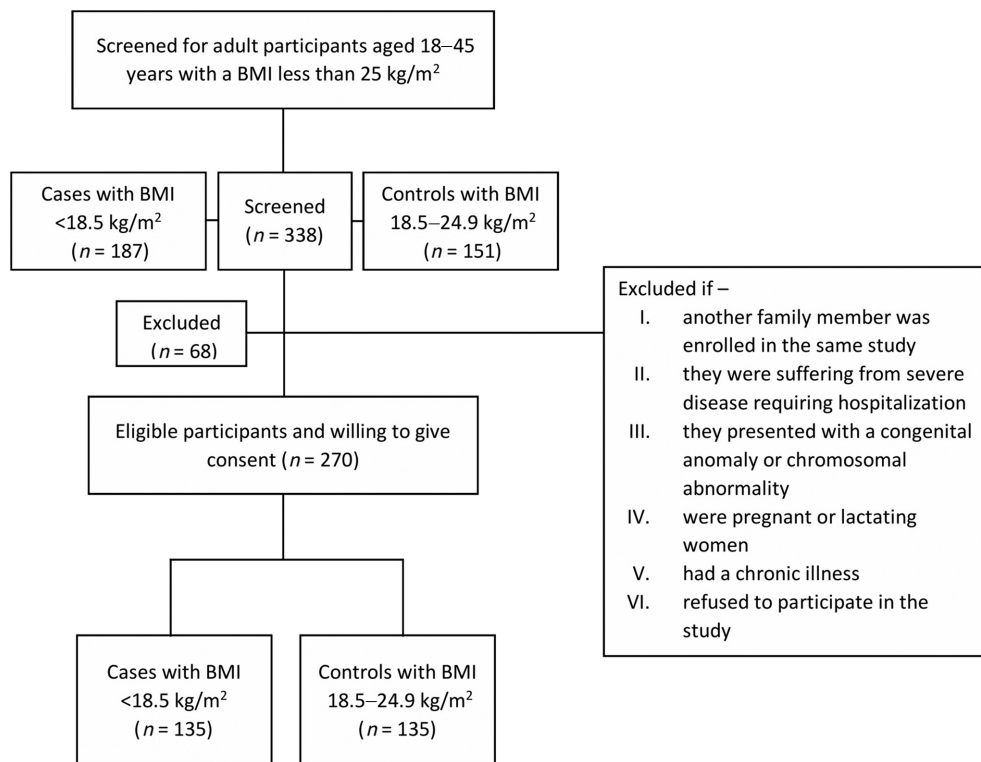 Screened for adult participants aged 18–45
years with a BMI less than 25 kg/m²
Cases with BMI
<18.5 kg/m²
(n = 187)
Screened
(n = 338)
Controls with BMI
18.5–24.9 kg/m²
(n = 151)
Excluded
(n = 68)
Excluded if –
I. another family member was
enrolled in the same study
II. they were suffering from severe
disease requiring hospitalization
III. they presented with a congenital
anomaly or chromosomal
abnormality
IV. were pregnant or lactating
women
V. had a chronic illness
VI. refused to participate in the
study
Eligible participants and willing to give
consent (n = 270)
Cases with BMI
<18.5 kg/m²
(n = 135)
Controls with BMI
18.5–24.9 kg/m²
(n = 135)